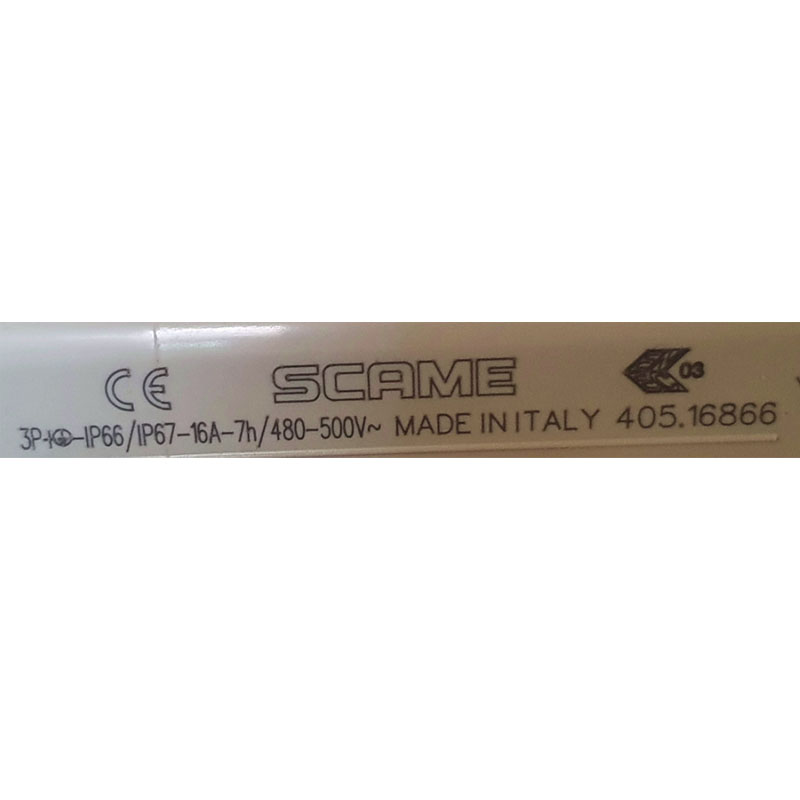 CE SCAME 03
3P+⏚-IP66/IP67-16A-7h/480-500V~ MADE IN ITALY 405.16866